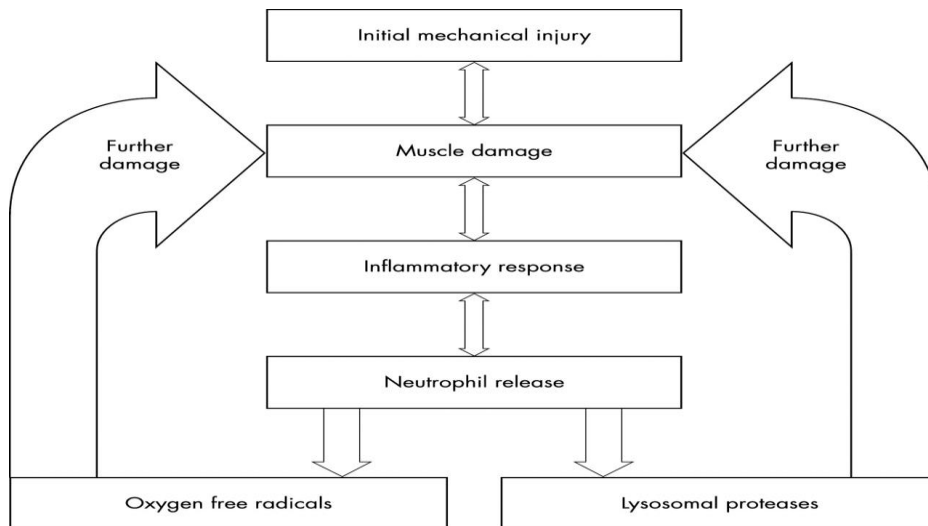 Initial mechanical injury
Further
damage
Muscle damage
Further
damage
Inflammatory response
Neutrophil release
Oxygen free radicals
Lysosomal proteases